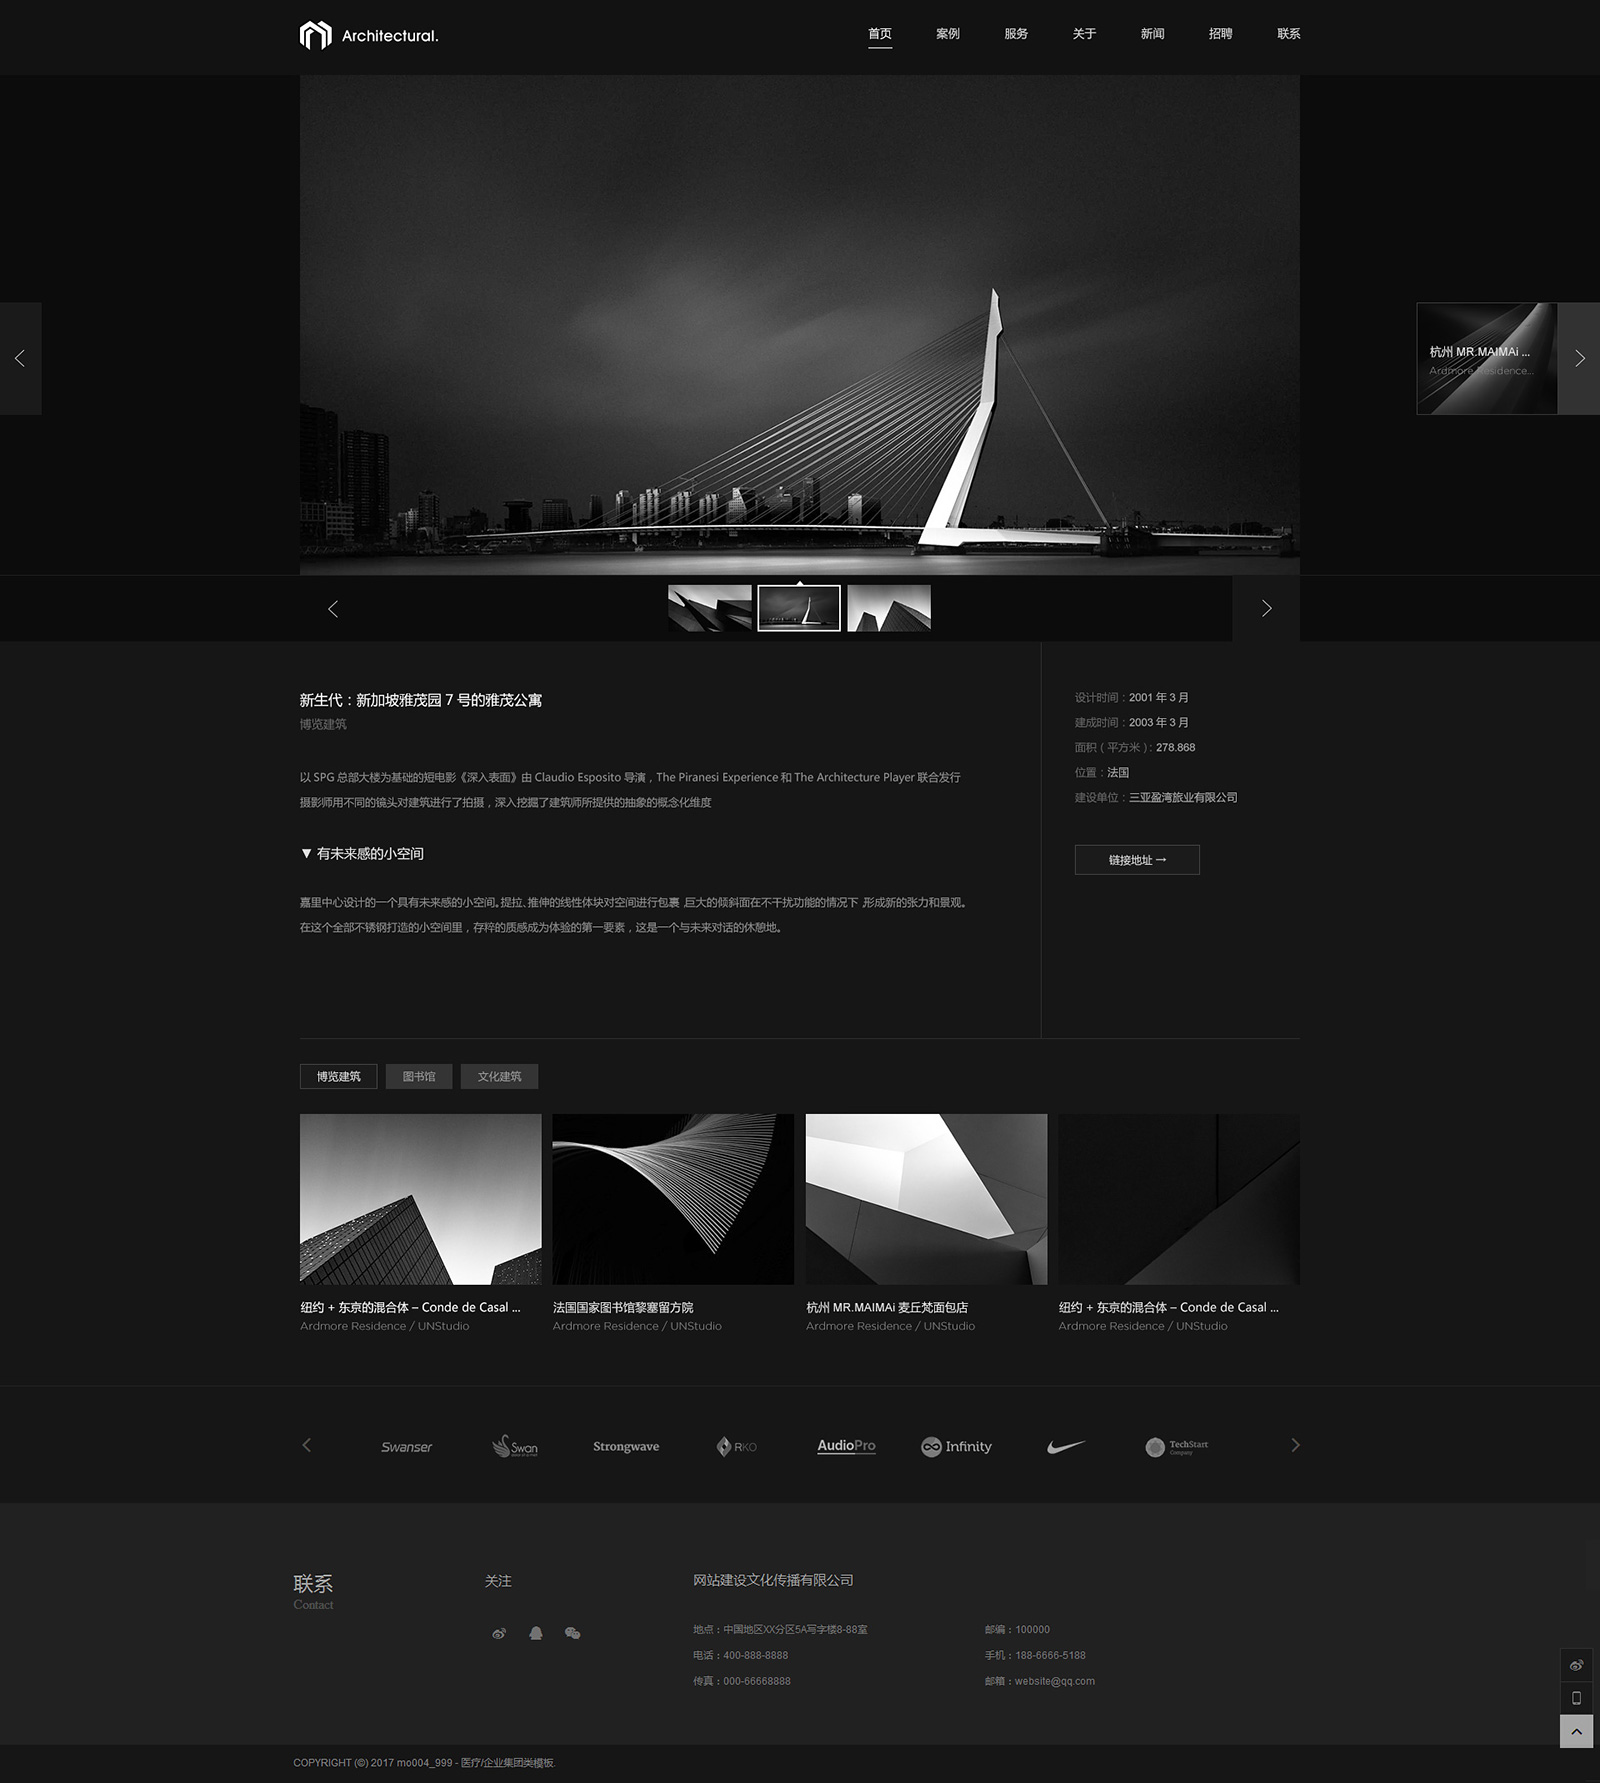 Architectural.
首页 案例 服务 关于 新闻 招聘 联系
杭州 MR.MAIMAi ...
Ardmore Residence...
新生代：新加坡雅茂园 7 号的雅茂公寓
博览建筑
以 SPG 总部大楼为基础的短电影《深入表面》由 Claudio Esposito 导演，The Piranesi Experience 和 The Architecture Player 联合发行
摄影师用不同的镜头对建筑进行了拍摄，深入挖掘了建筑师所提供的抽象的概念化维度
▼ 有未来感的小空间
嘉里中心设计的一个具有未来感的小空间。提拉、推伸的线性体块对空间进行包裹，巨大的倾斜面在不干扰功能的情况下，形成新的张力和景观。
在这个全部不锈钢打造的小空间里，存粹的质感成为体验的第一要素，这是一个与未来对话的休憩地。
设计时间：2001 年 3 月
建成时间：2003 年 3 月
面积（平方米）：278.868
位置：法国
建设单位：三亚盈湾旅业有限公司
链接地址 →
博览建筑 图书馆 文化建筑
纽约 + 东京的混合体 – Conde de Casal ...
Ardmore Residence / UNStudio
法国国家图书馆黎塞留方院
Ardmore Residence / UNStudio
杭州 MR.MAIMAi 麦丘梵面包店
Ardmore Residence / UNStudio
纽约 + 东京的混合体 – Conde de Casal ...
Ardmore Residence / UNStudio
Swanser
Swan
Strongwave
RKO
AudioPro
Infinity
TechStart
Company
联系
Contact
关注
网站建设文化传播有限公司
地点：中国地区XX分区5A写字楼8-88室
电话：400-888-8888
传真：000-66668888
邮编：100000
手机：188-6666-5188
邮箱：website@qq.com
COPYRIGHT (©) 2017 mo004_999 - 医疗/企业集团类模板.